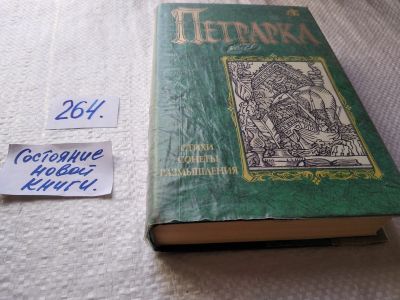 264.
Состояние
новой
книги.
ПЕТРАРКА
СТИХИ
СОНЕТЫ
РАЗМЫШЛЕНИЯ